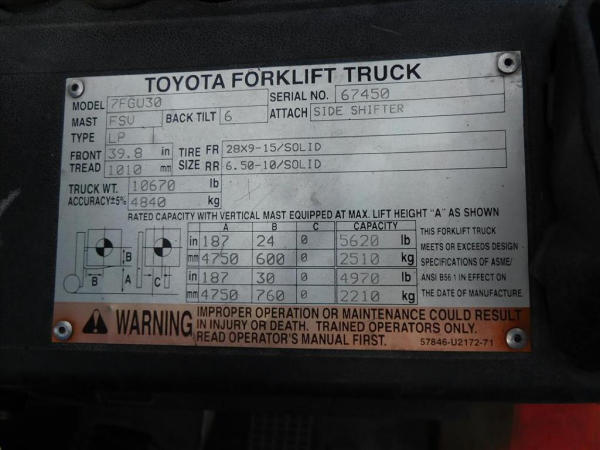 TOYOTA FORKLIFT TRUCK
MODEL 7FGU30 SERIAL NO. 67450
MAST FSV BACK TILT 6 ATTACH SIDE SHIFTER
TYPE LP
FRONT 39.8 in TIRE FR 28X9-15/SOLID
TREAD 1010 mm SIZE RR 6.50-10/SOLID
TRUCK WT. 10670 lb
ACCURACY±5% 4840 kg
RATED CAPACITY WITH VERTICAL MAST EQUIPPED AT MAX. LIFT HEIGHT "A" AS SHOWN
A B C CAPACITY
in 187 24 0 5620 lb
mm 4750 600 0 2510 kg
in 187 30 0 4970 lb
mm 4750 760 0 2210 kg
B B A C
THIS FORKLIFT TRUCK
MEETS OR EXCEEDS DESIGN
SPECIFICATIONS OF ASME/
ANSI B56.1 IN EFFECT ON
THE DATE OF MANUFACTURE.
WARNING
IMPROPER OPERATION OR MAINTENANCE COULD RESULT
IN INJURY OR DEATH. TRAINED OPERATORS ONLY.
READ OPERATOR'S MANUAL FIRST.
57846-U2172-71